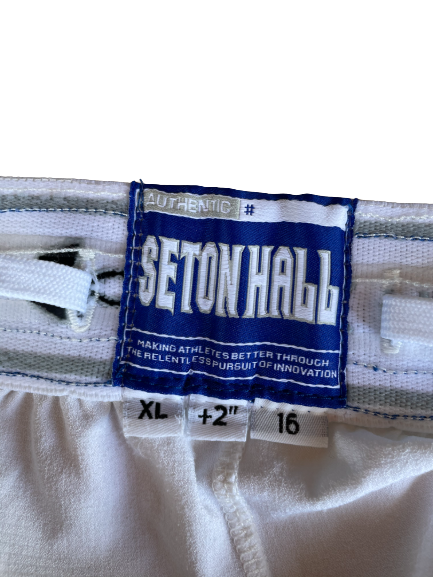 AUTHENTIC #
SETON HALL
MAKING ATHLETES BETTER THROUGH
THE RELENTLESS PURSUIT OF INNOVATION
XL +2" 16